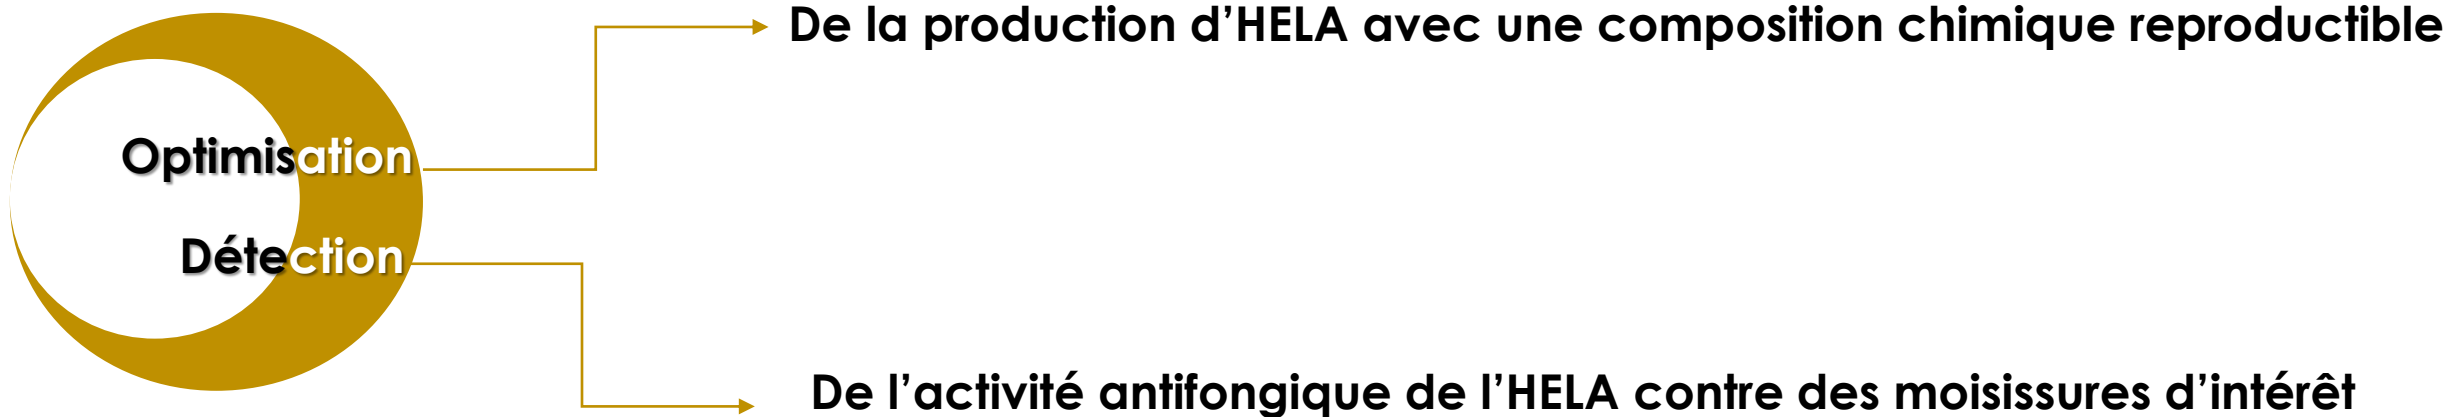 De la production d’HELA avec une composition chimique reproductible
Optimisation
Détection
De l’activité antifongique de l’HELA contre des moisissures d’intérêt